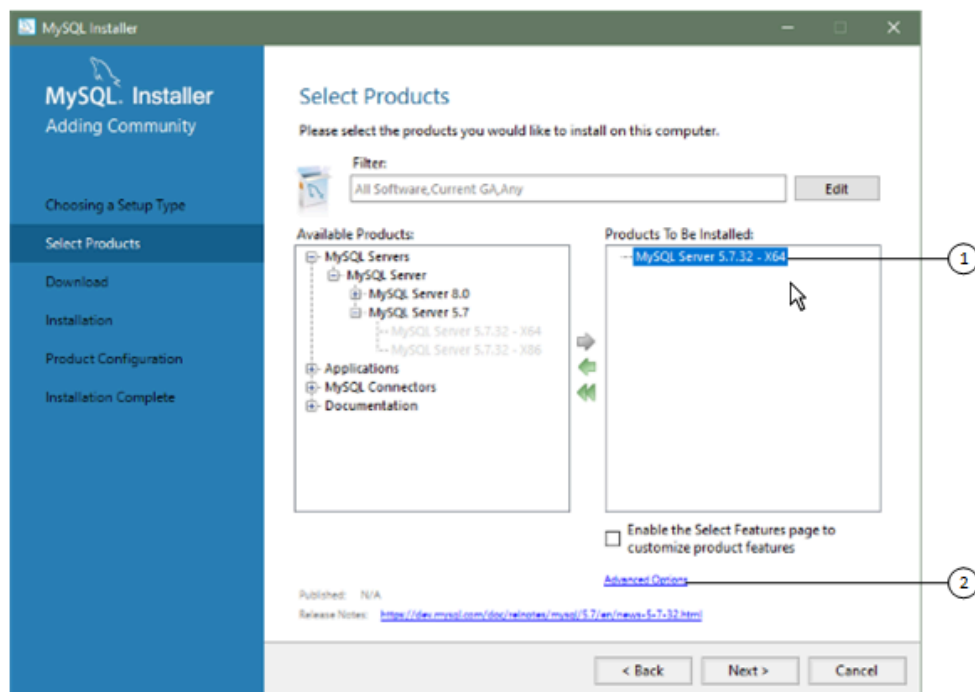 MySQL Installer
MySQL. Installer
Adding Community
Choosing a Setup Type
Select Products
Download
Installation
Product Configuration
Installation Complete
Select Products
Please select the products you would like to install on this computer.
Filter:
All Software,Current GA,Any
Edit
Available Products:
MySQL Servers
MySQL Server
MySQL Server 8.0
MySQL Server 5.7
MySQL Server 5.7.32 - X64
MySQL Server 5.7.32 - X86
Applications
MySQL Connectors
Documentation
Products To Be Installed:
MySQL Server 5.7.32 - X64
1
Enable the Select Features page to
customize product features
Advanced Options
2
Published: N/A
Release Notes: https://dev.mysql.com/doc/relnotes/mysql/5.7/en/news-5-7-32.html
< Back
Next >
Cancel